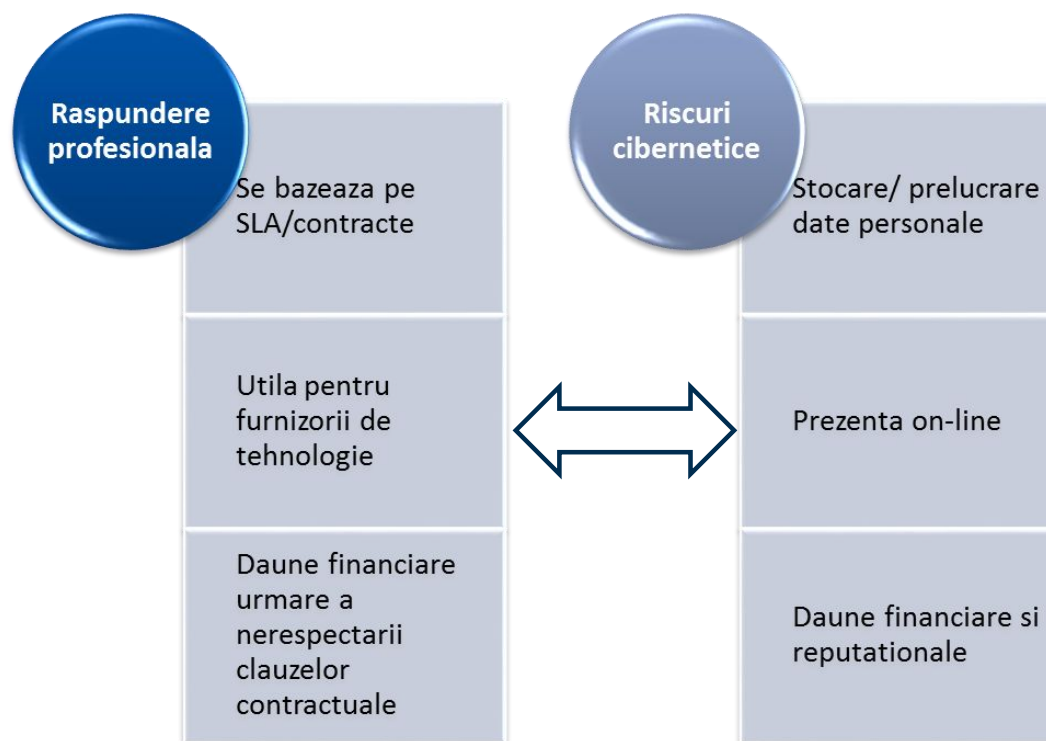 Raspundere
profesionala
Se bazeaza pe
SLA/contracte
Utila pentru
furnizorii de
tehnologie
Daune financiare
urmare a
nerespectarii
clauzelor
contractuale
Riscuri
cibernetice
Stocare/ prelucrare
date personale
Prezenta on-line
Daune financiare si
reputationale